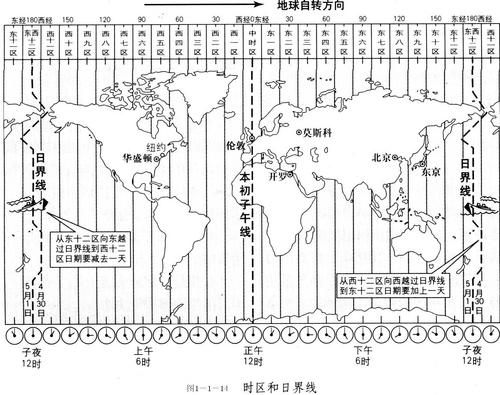 地球自转方向
东经180西经
150
120
90
60
30
西经0东经
30
60
90
120
150
东经180西经
东十二区
东西十二区
西十一区
西十区
西九区
西八区
西七区
西六区
西五区
西四区
西三区
西二区
西一区
中时区
东一区
东二区
东三区
东四区
东五区
东六区
东七区
东八区
东九区
东十区
东十一区
东西十二区
西十一区
日界线
纽约
华盛顿
伦敦
莫斯科
开罗
本初子午线
北京
东京
日界线
从东十二区向东越
过日界线到西十二
区日期要减去一天
从西十二区向西越过日界线
到东十二区日期要加上一天
5月1日
4月30日
5月1日
4月30日
子夜
12时
上午
6时
正午
12时
下午
6时
子夜
12时
图1-1-14 时区和日界线